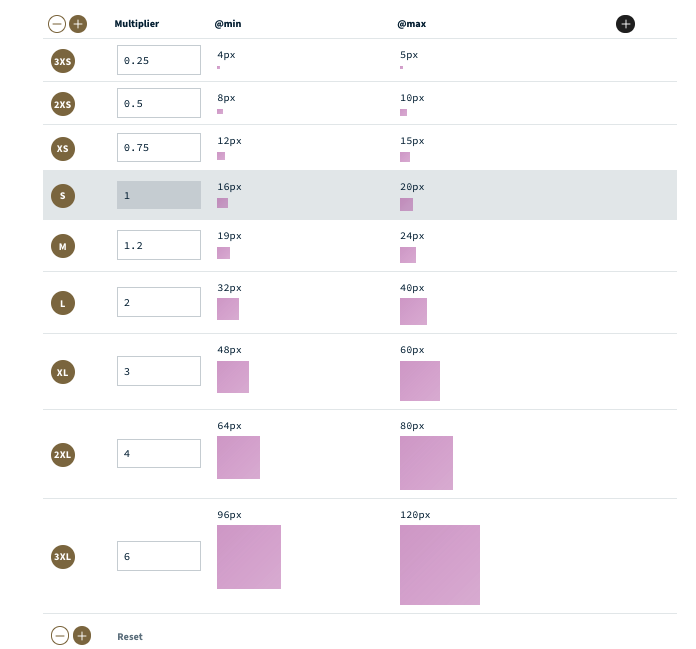 Multiplier @min @max
3XS 0.25 4px 5px
2XS 0.5 8px 10px
XS 0.75 12px 15px
S 1 16px 20px
M 1.2 19px 24px
L 2 32px 40px
XL 3 48px 60px
2XL 4 64px 80px
3XL 6 96px 120px
Reset